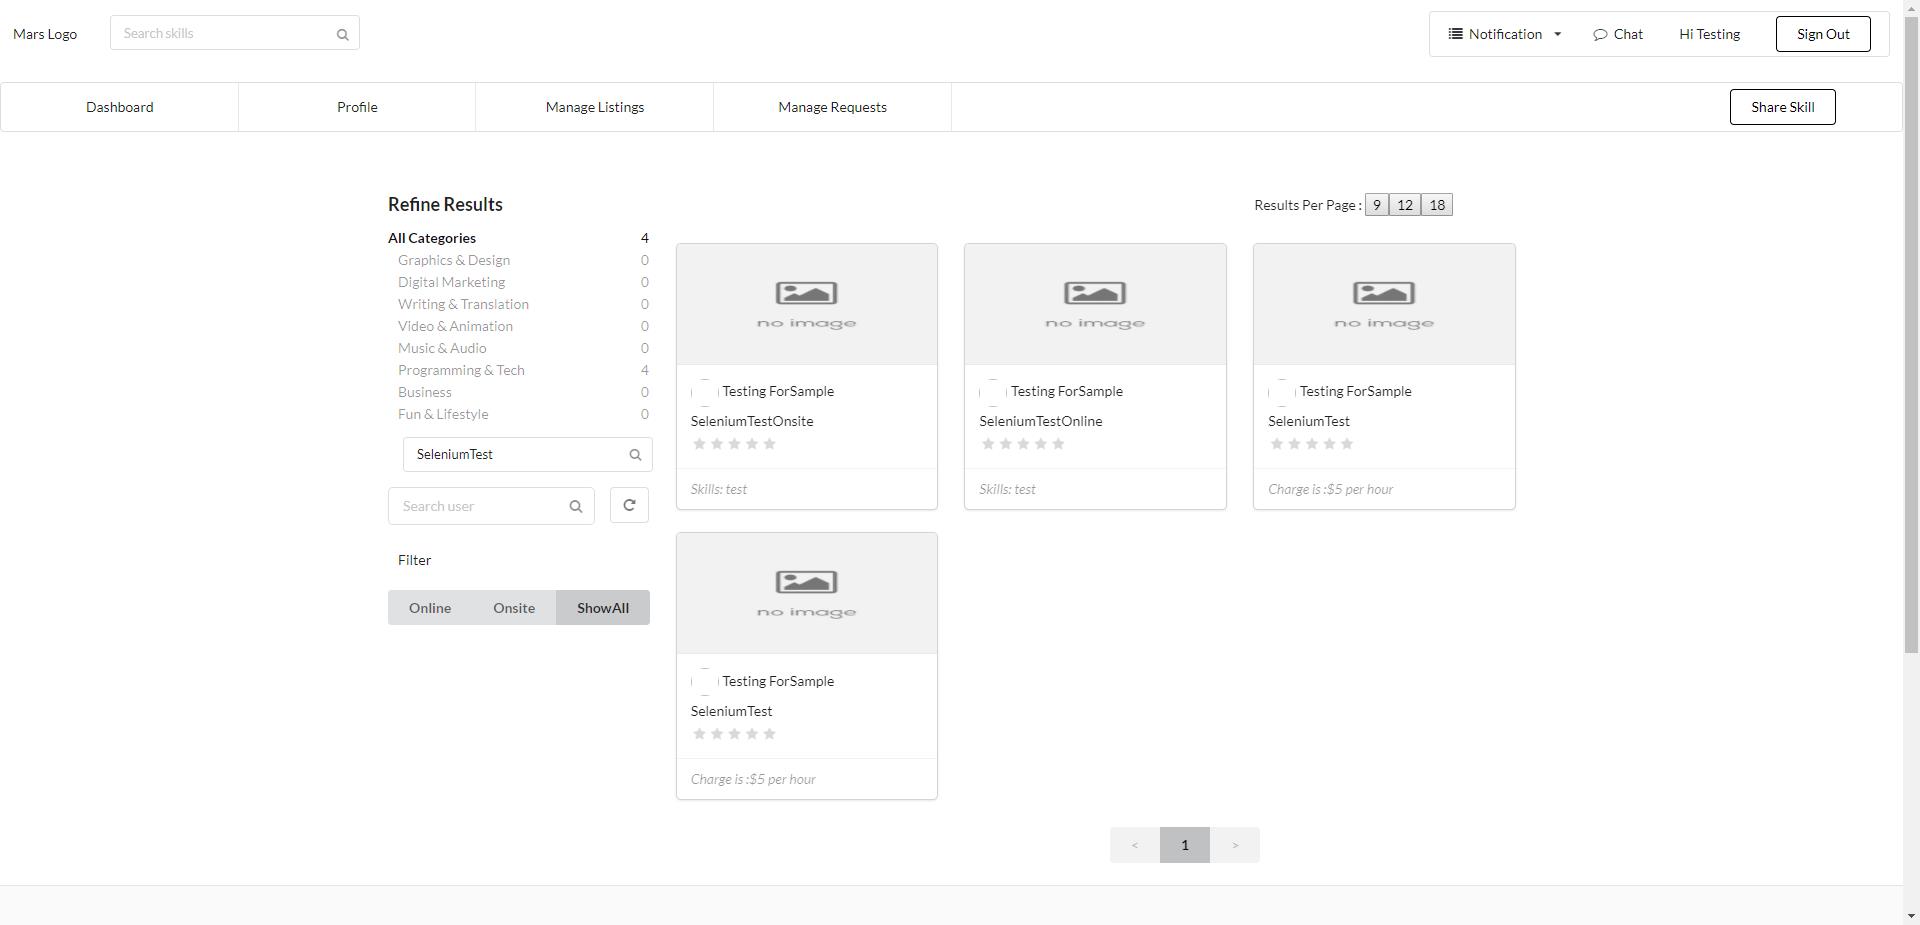 Mars Logo
Search skills
Notification
Chat
Hi Testing
Sign Out
Dashboard
Profile
Manage Listings
Manage Requests
Share Skill
Refine Results
Results Per Page : 9 12 18
All Categories 4
Graphics & Design 0
Digital Marketing 0
Writing & Translation 0
Video & Animation 0
Music & Audio 0
Programming & Tech 4
Business 0
Fun & Lifestyle 0
SeleniumTest
Search user
Filter
Online Onsite ShowAll
no image
Testing ForSample
SeleniumTestOnsite
Skills: test
no image
Testing ForSample
SeleniumTestOnline
Skills: test
no image
Testing ForSample
SeleniumTest
Charge is :$5 per hour
no image
Testing ForSample
SeleniumTest
Charge is :$5 per hour
< 1 >